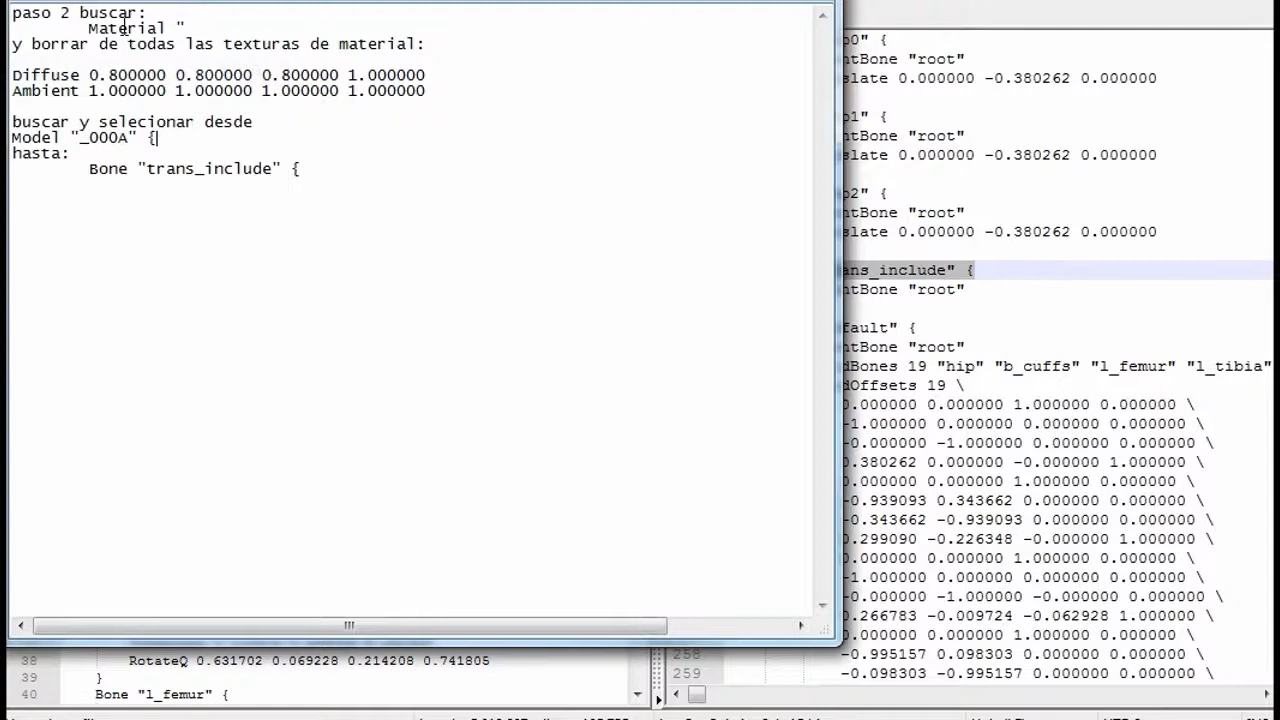 paso 2 buscar:
Material "
y borrar de todas las texturas de material:
Diffuse 0.800000 0.800000 0.800000 1.000000
Ambient 1.000000 1.000000 1.000000 1.000000
buscar y selecionar desde
Model "_000A" {
hasta:
Bone "trans_include" {
p0" {
ntBone "root"
slate 0.000000 -0.380262 0.000000
p1" {
ntBone "root"
slate 0.000000 -0.380262 0.000000
p2" {
ntBone "root"
slate 0.000000 -0.380262 0.000000
ans_include" {
ntBone "root"
fault" {
ntBone "root"
dBones 19 "hip" "b_cuffs" "l_femur" "l_tibia"
dOffsets 19 \
0.000000 0.000000 1.000000 0.000000 \
-1.000000 0.000000 0.000000 0.000000 \
-0.000000 -1.000000 0.000000 0.000000 \
0.380262 0.000000 -0.000000 1.000000 \
0.000000 0.000000 1.000000 0.000000 \
-0.939093 0.343662 0.000000 0.000000 \
-0.343662 -0.939093 0.000000 0.000000 \
0.299090 -0.226348 -0.000000 1.000000 \
0.000000 0.000000 1.000000 0.000000 \
-1.000000 0.000000 0.000000 0.000000 \
-0.000000 -1.000000 -0.000000 0.000000 \
0.266783 -0.009724 -0.062928 1.000000 \
0.000000 0.000000 1.000000 0.000000 \
258 -0.995157 0.098303 0.000000 0.000000 \
259 -0.098303 -0.995157 0.000000 0.000000 \
38 RotateQ 0.631702 0.069228 0.214208 0.741805
39 }
40 Bone "l_femur" {